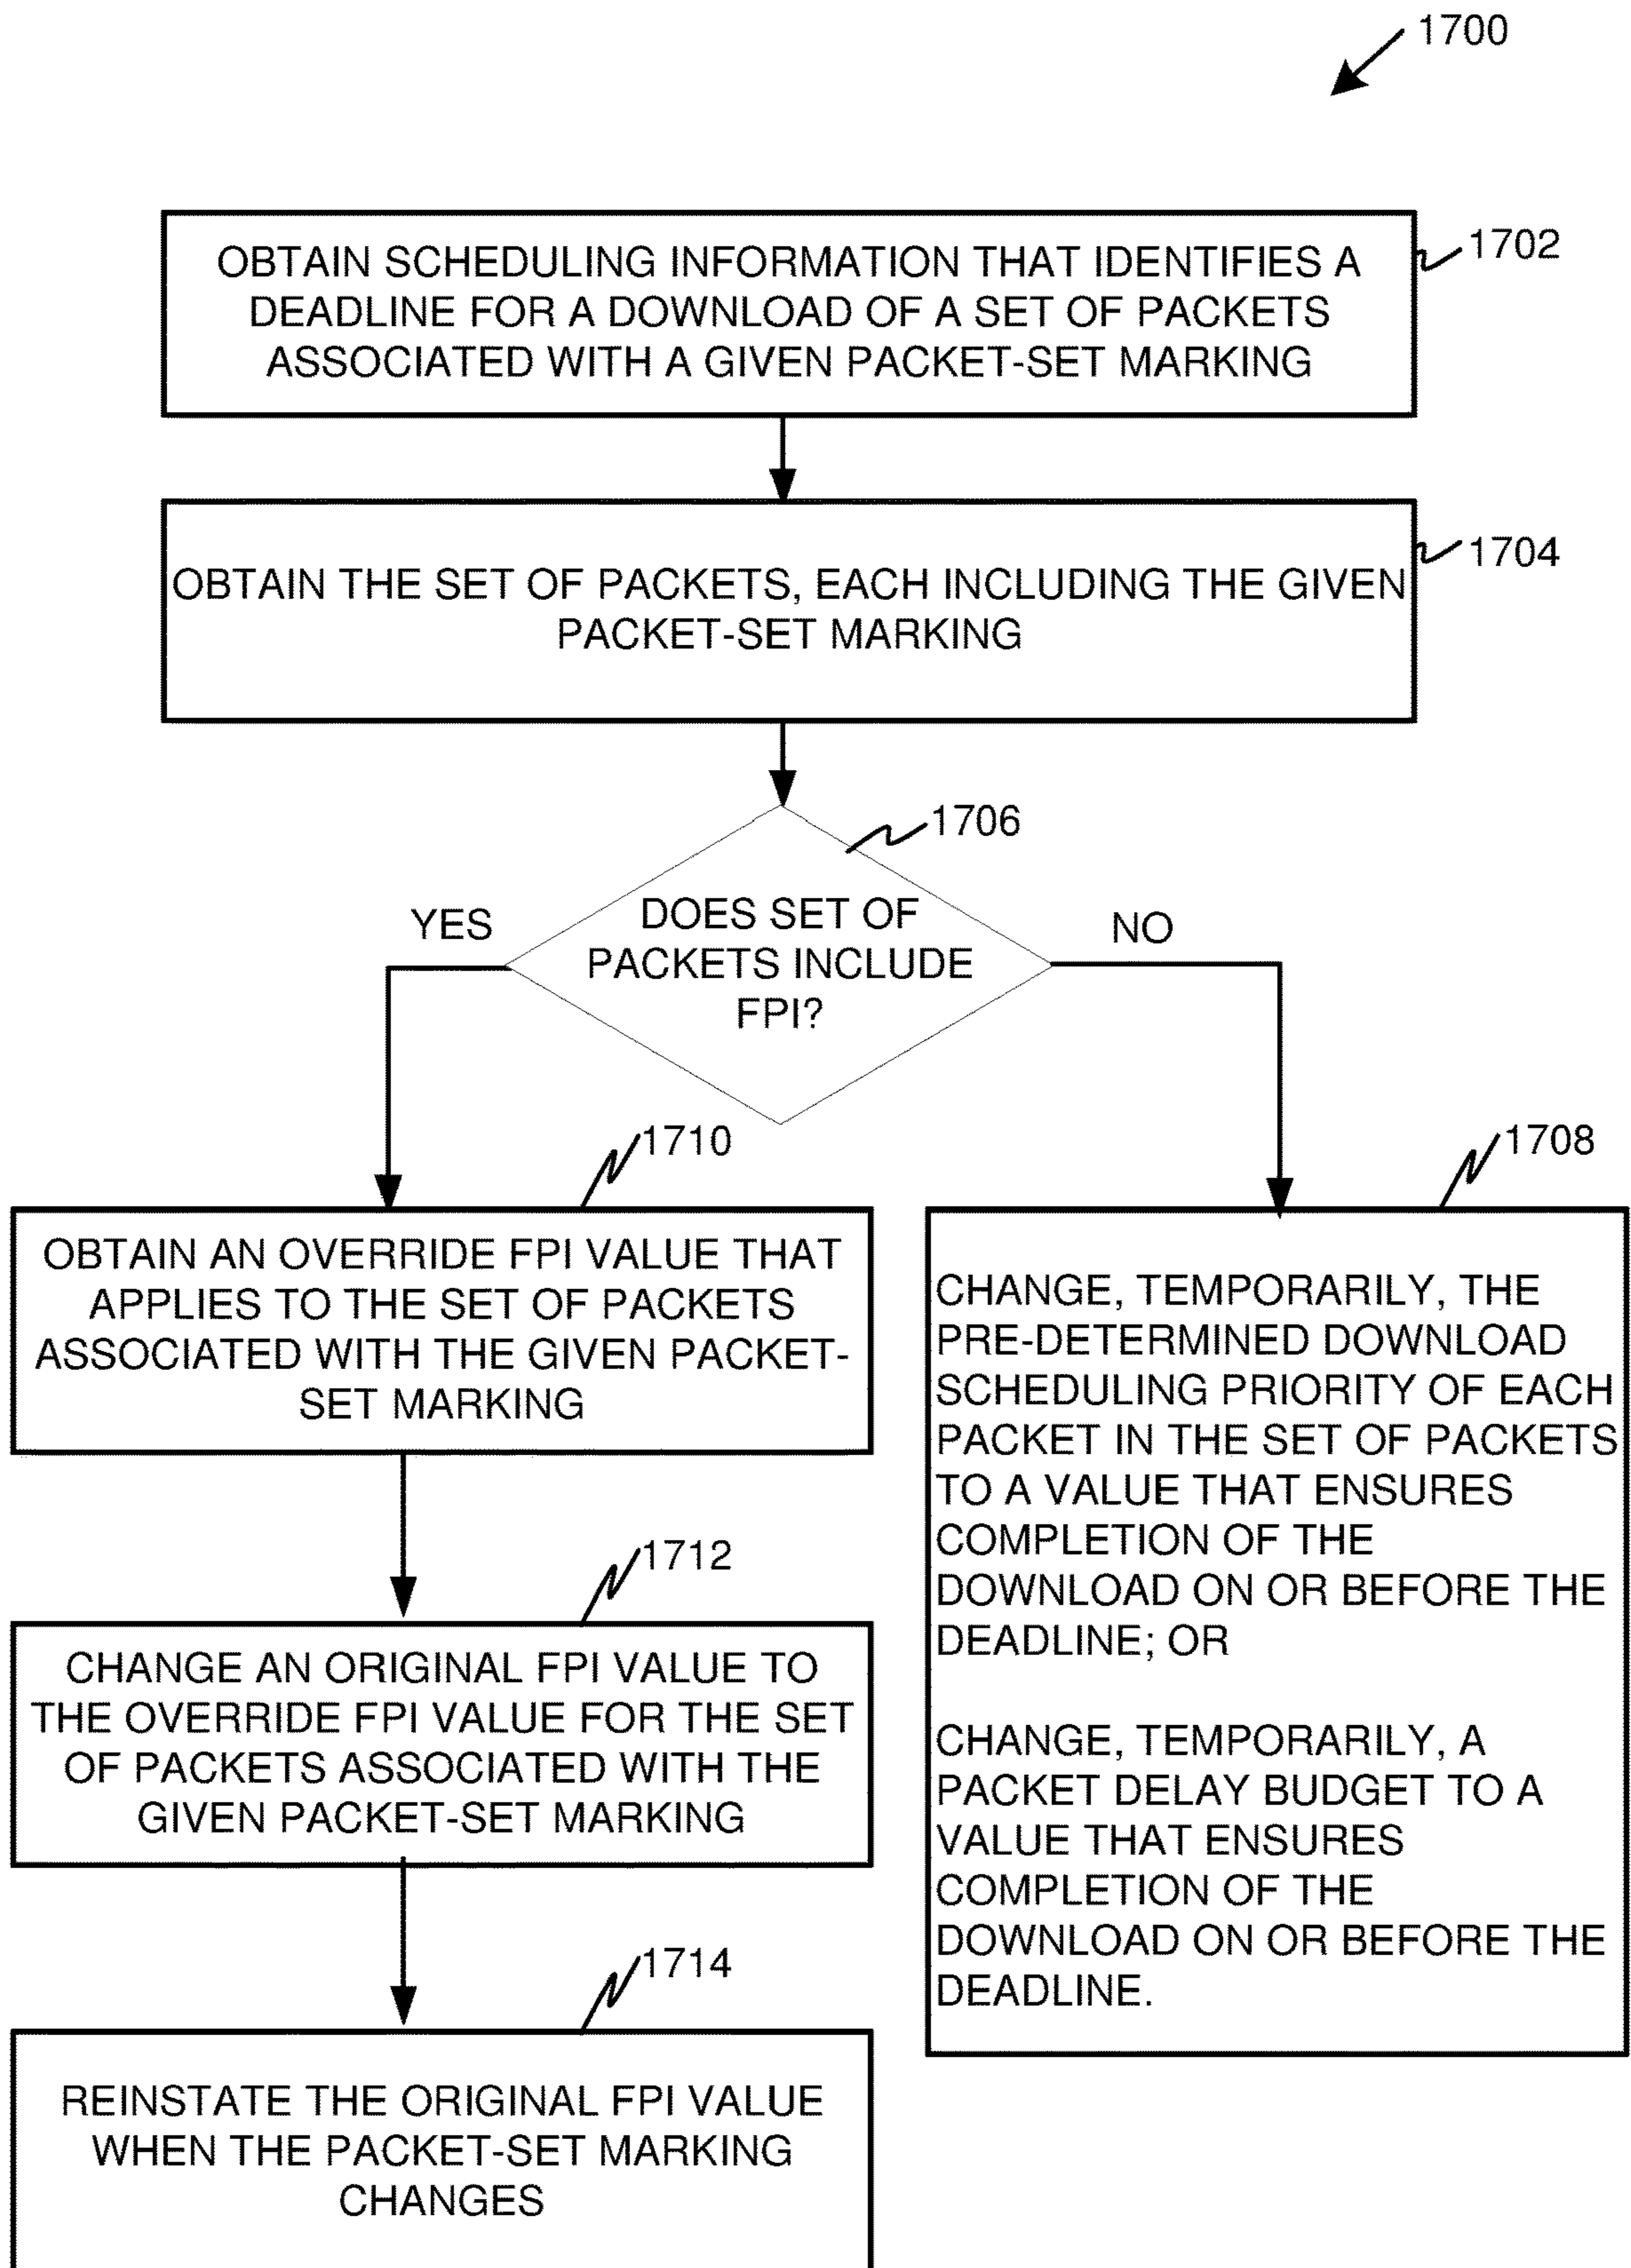 1700
1702
OBTAIN SCHEDULING INFORMATION THAT IDENTIFIES A
DEADLINE FOR A DOWNLOAD OF A SET OF PACKETS
ASSOCIATED WITH A GIVEN PACKET-SET MARKING
1704
OBTAIN THE SET OF PACKETS, EACH INCLUDING THE GIVEN
PACKET-SET MARKING
1706
DOES SET OF
PACKETS INCLUDE
FPI?
YES
NO
1710
OBTAIN AN OVERRIDE FPI VALUE THAT
APPLIES TO THE SET OF PACKETS
ASSOCIATED WITH THE GIVEN PACKET-
SET MARKING
1712
CHANGE AN ORIGINAL FPI VALUE TO
THE OVERRIDE FPI VALUE FOR THE SET
OF PACKETS ASSOCIATED WITH THE
GIVEN PACKET-SET MARKING
1714
REINSTATE THE ORIGINAL FPI VALUE
WHEN THE PACKET-SET MARKING
CHANGES
1708
CHANGE, TEMPORARILY, THE
PRE-DETERMINED DOWNLOAD
SCHEDULING PRIORITY OF EACH
PACKET IN THE SET OF PACKETS
TO A VALUE THAT ENSURES
COMPLETION OF THE
DOWNLOAD ON OR BEFORE THE
DEADLINE; OR
CHANGE, TEMPORARILY, A
PACKET DELAY BUDGET TO A
VALUE THAT ENSURES
COMPLETION OF THE
DOWNLOAD ON OR BEFORE THE
DEADLINE.